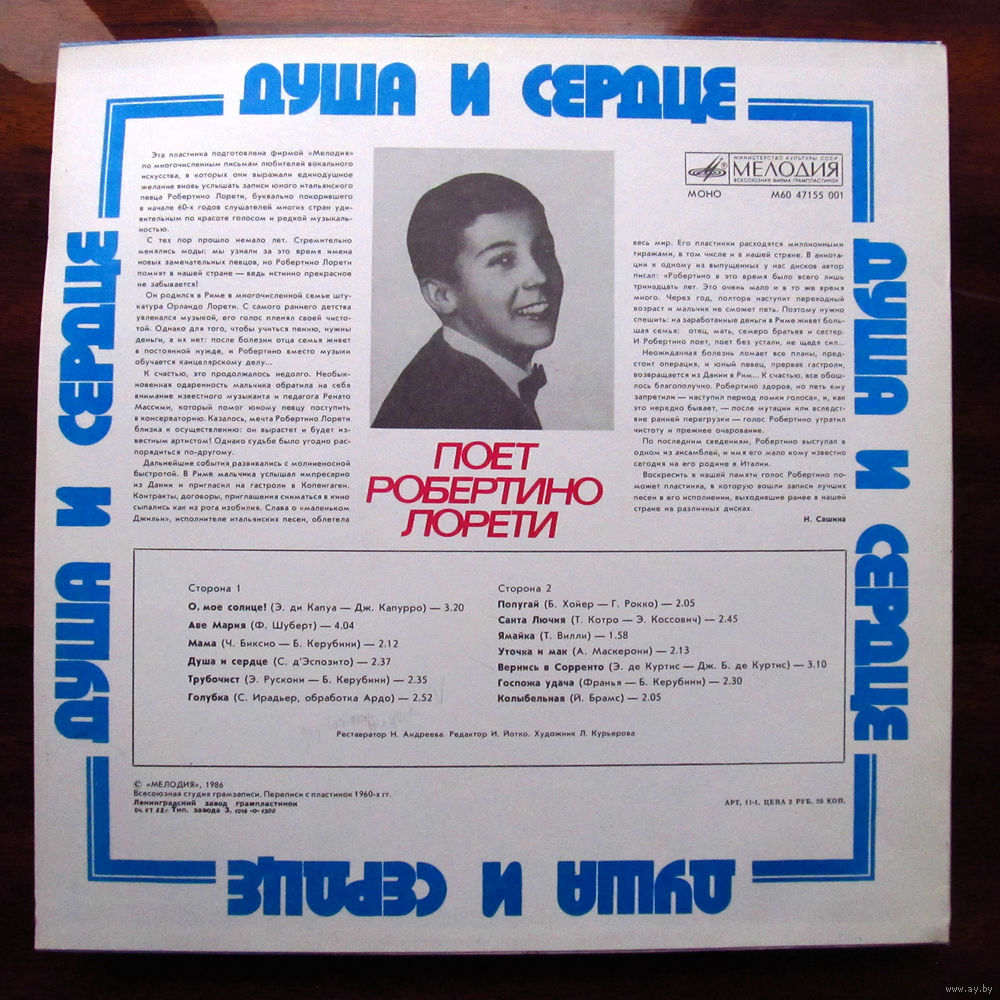 ДУША И СЕРДЦЕ
Эта пластинка подготовлена фирмой «Мелодия»
по многочисленным письмам любителей вокального
искусства, в которых они выражали единодушное
желание вновь услышать записи юного итальянского
певца Робертино Лорети, буквально покорившего
в начале 60-х годов слушателей многих стран уди-
вительным по красоте голосом и редкой музыкаль-
ностью.
С тех пор прошло немало лет. Стремительно
менялись моды: мы узнали за это время имена
новых замечательных певцов, но Робертино Лорети
помнят в нашей стране — ведь истинно прекрасное
не забывается!
Он родился в Риме в многочисленной семье шту-
катура Орландо Лорети. С самого раннего детства
увлекался музыкой, его голос пленял своей чисто-
той. Однако для того, чтобы учиться пению, нужны
деньги, а их нет: после болезни отца семья живет
в постоянной нужде, и Робертино вместо музыки
обучается канцелярскому делу...
К счастью, это продолжалось недолго. Необык-
новенная одаренность мальчика обратила на себя
внимание известного музыканта и педагога Ренато
Массими, который помог юному певцу поступить
в консерваторию. Казалось, мечта Робертино Лорети
близка к осуществлению: он вырастет и будет из-
вестным артистом! Однако судьбе было угодно рас-
порядиться по-другому.
Дальнейшие события развивались с молниеносной
быстротой. В Риме мальчика услышал импресарио
из Дании и пригласил на гастроли в Копенгаген.
Контракты, договоры, приглашения сниматься в кино
сыпались как из рога изобилия. Слава о «маленьком
Джильи», исполнителе итальянских песен, облетела
МИНИСТЕРСТВО КУЛЬТУРЫ СССР
МЕЛОДИЯ
ВСЕСОЮЗНАЯ ФИРМА ГРАМПЛАСТИНОК
МОНО М60 47155 001
весь мир. Его пластинки расходятся миллионными
тиражами, в том числе и в нашей стране. В аннота-
ции к одному из выпущенных у нас дисков автор
писал: «Робертино в это время было всего лишь
тринадцать лет. Это очень мало и в то же время
много. Через год, полтора наступит переходный
возраст и мальчик не сможет петь. Поэтому нужно
спешить: на заработанные деньги в Риме живет боль-
шая семья: отец, мать, семеро братьев и сестер.
И Робертино поет, поет без устали, не щадя сил...
Неожиданная болезнь ломает все планы, пред-
стоит операция, и юный певец, прервав гастроли,
возвращается из Дании в Рим... К счастью, все обош-
лось благополучно. Робертино здоров, но петь ему
запретили — наступил период ломки голоса», и, как
это нередко бывает, — после мутации или вследст-
вие ранней перегрузки — голос Робертино утратил
чистоту и прежнее очарование.
По последним сведениям, Робертино выступал в
одном из ансамблей, и имя его мало кому известно
сегодня на его родине в Италии.
Воскресить в нашей памяти голос Робертино по-
может пластинка, в которую вошли записи лучших
песен в его исполнении, выходившие ранее в нашей
стране на различных дисках.
Н. Сашина
ПОЕТ
РОБЕРТИНО
ЛОРЕТИ
Сторона 1
О, мое солнце! (Э. ди Капуа — Дж. Капурро) — 3.20
Аве Мария (Ф. Шуберт) — 4.04
Мама (Ч. Биксио — Б. Керубини) — 2.12
Душа и сердце (С. д'Эспозито) — 2.37
Трубочист (Э. Рускони — Б. Керубини) — 2.35
Голубка (С. Ирадьер, обработка Ардо) — 2.52
Сторона 2
Попугай (Б. Хойер — Г. Рокко) — 2.05
Санта Лючия (Т. Котро — Э. Коссович) — 2.45
Ямайка (Т. Вилли) — 1.58
Уточка и мак (А. Маскерони) — 2.13
Вернись в Сорренто (Э. де Куртис — Дж. Б. де Куртис) — 3.10
Госпожа удача (Франья — Б. Керубини) — 2.30
Колыбельная (Й. Брамс) — 2.05
Реставратор Н. Андреева. Редактор И. Йотко. Художник Л. Курьерова
© «МЕЛОДИЯ», 1986
Всесоюзная студия грамзаписи. Переписи с пластинок 1960-х гг.
Ленинградский завод грампластинок
Тип. завода З.
АРТ. 11-1. ЦЕНА 2 РУБ. 50 КОП.
ДУША И СЕРДЦЕ
ДУША И СЕРДЦЕ
ДУША И СЕРДЦЕ
www.ay.by